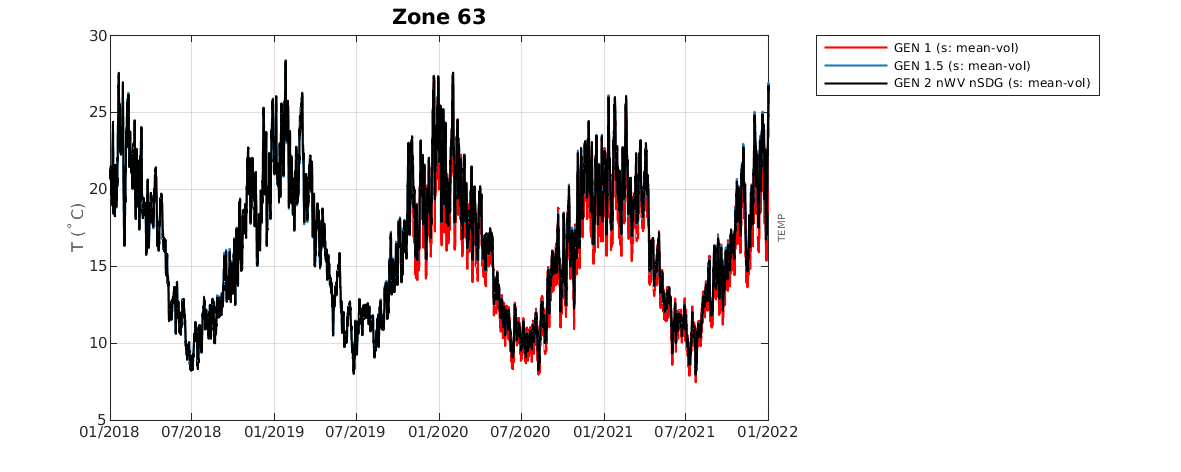 Zone 63
30
25
20
15
10
5
T (°C)
01/2018 07/2018 01/2019 07/2019 01/2020 07/2020 01/2021 07/2021 01/2022
TEMP
GEN 1 (s: mean-vol)
GEN 1.5 (s: mean-vol)
GEN 2 nWV nSDG (s: mean-vol)